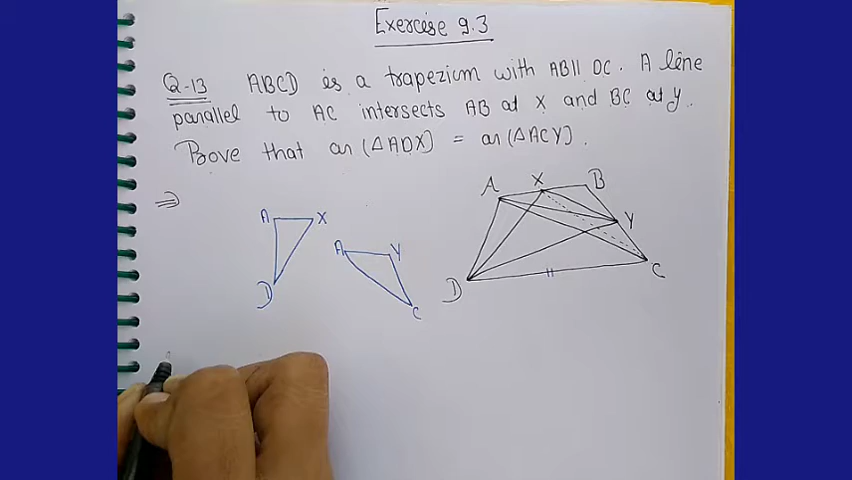 Exercise 9.3
Q-13 ABCD is a trapezium with AB || DC. A line
parallel to AC intersects AB at X and BC at Y.
Prove that ar (△ADX) = ar (△ACY).
⇒
A X
D
A Y
C
A X B
Y
D C